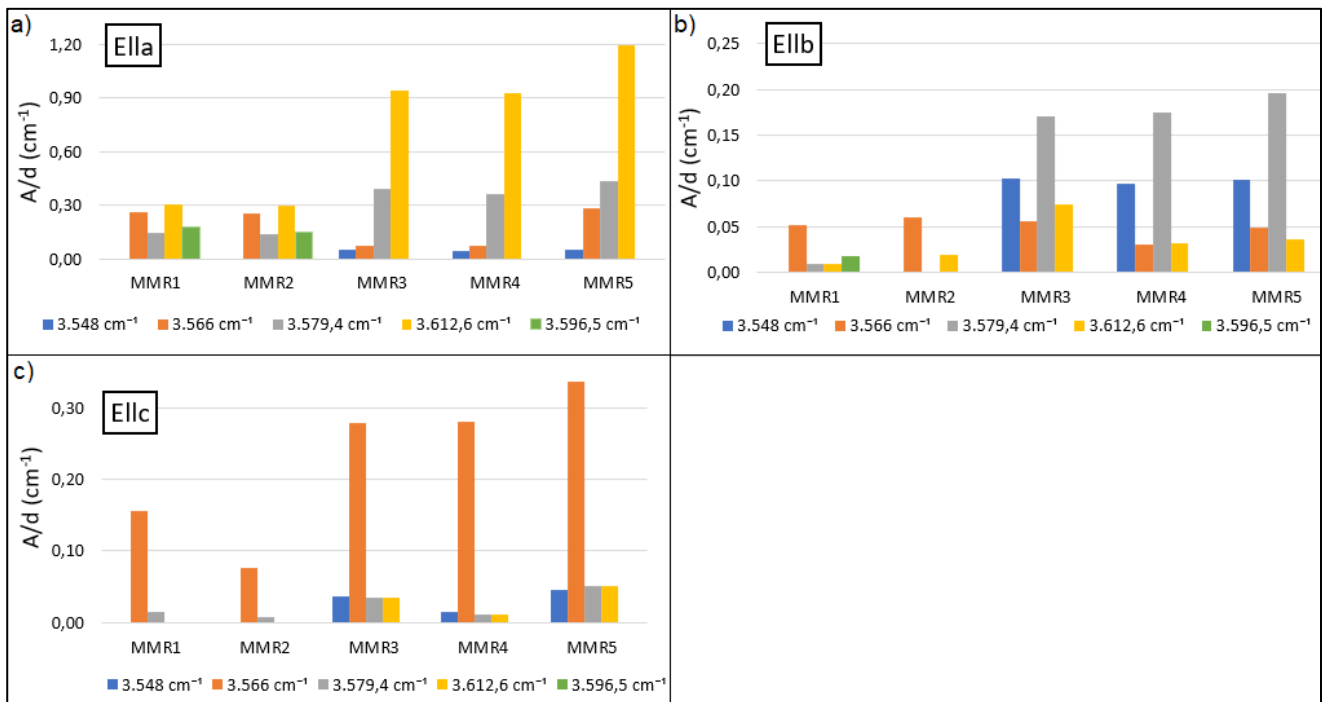 a)
Ella
1,20
0,90
0,60
0,30
0,00
A/d (cm⁻¹)
MMR1 MMR2 MMR3 MMR4 MMR5
3.548 cm⁻¹ 3.566 cm⁻¹ 3.579,4 cm⁻¹ 3.612,6 cm⁻¹ 3.596,5 cm⁻¹
b)
Ellb
0,25
0,20
0,15
0,10
0,05
0,00
A/d (cm⁻¹)
MMR1 MMR2 MMR3 MMR4 MMR5
3.548 cm⁻¹ 3.566 cm⁻¹ 3.579,4 cm⁻¹ 3.612,6 cm⁻¹ 3.596,5 cm⁻¹
c)
Ellc
0,30
0,20
0,10
0,00
A/d (cm⁻¹)
MMR1 MMR2 MMR3 MMR4 MMR5
3.548 cm⁻¹ 3.566 cm⁻¹ 3.579,4 cm⁻¹ 3.612,6 cm⁻¹ 3.596,5 cm⁻¹